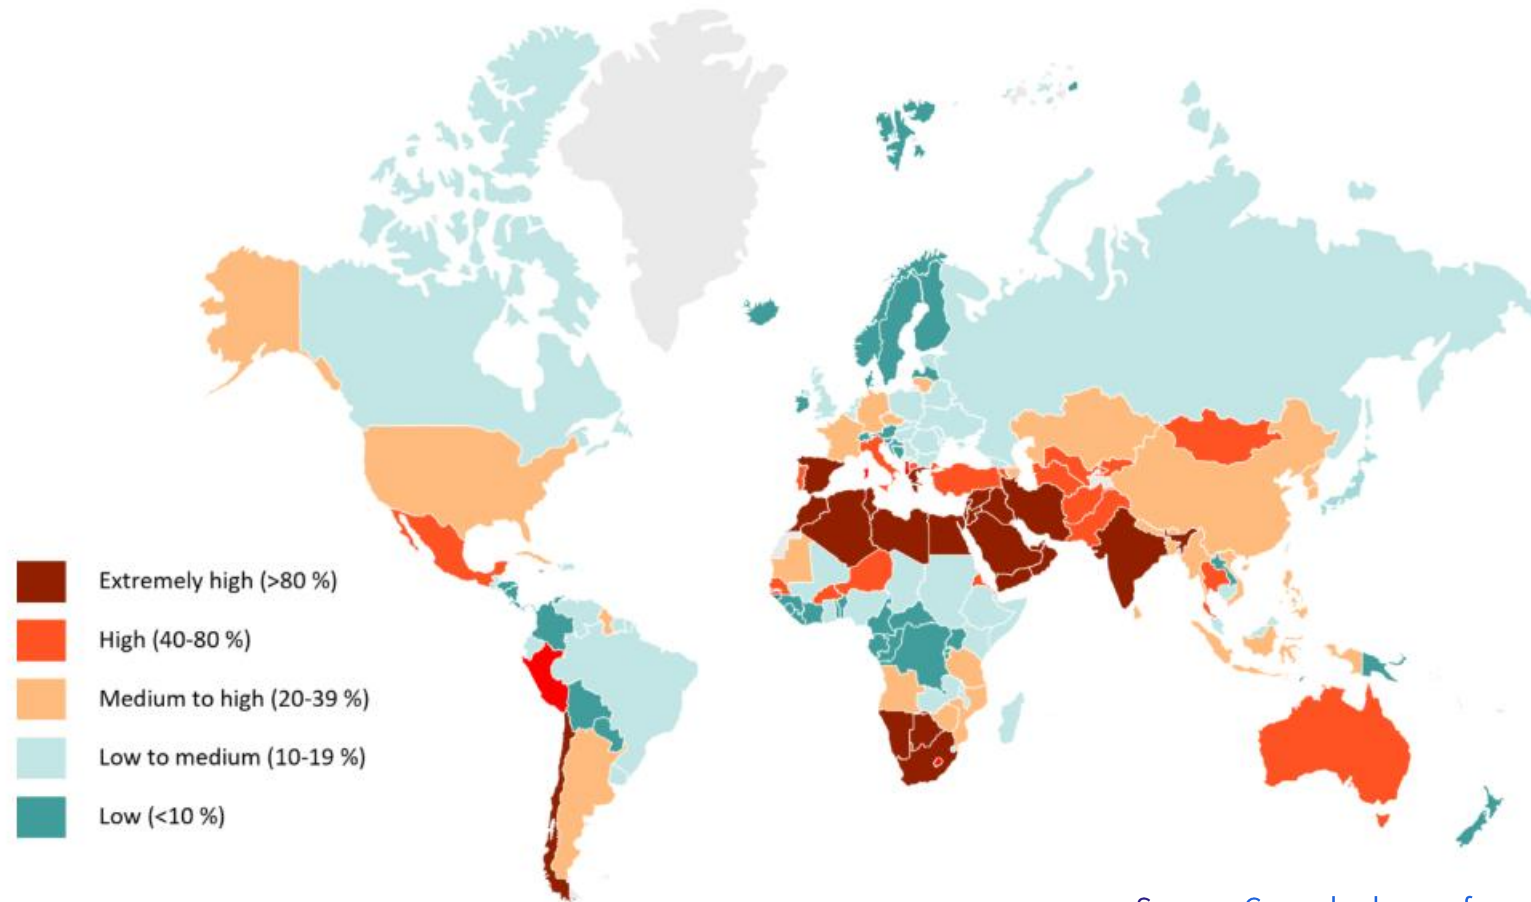 Extremely high (>80 %)
High (40-80 %)
Medium to high (20-39 %)
Low to medium (10-19 %)
Low (<10 %)